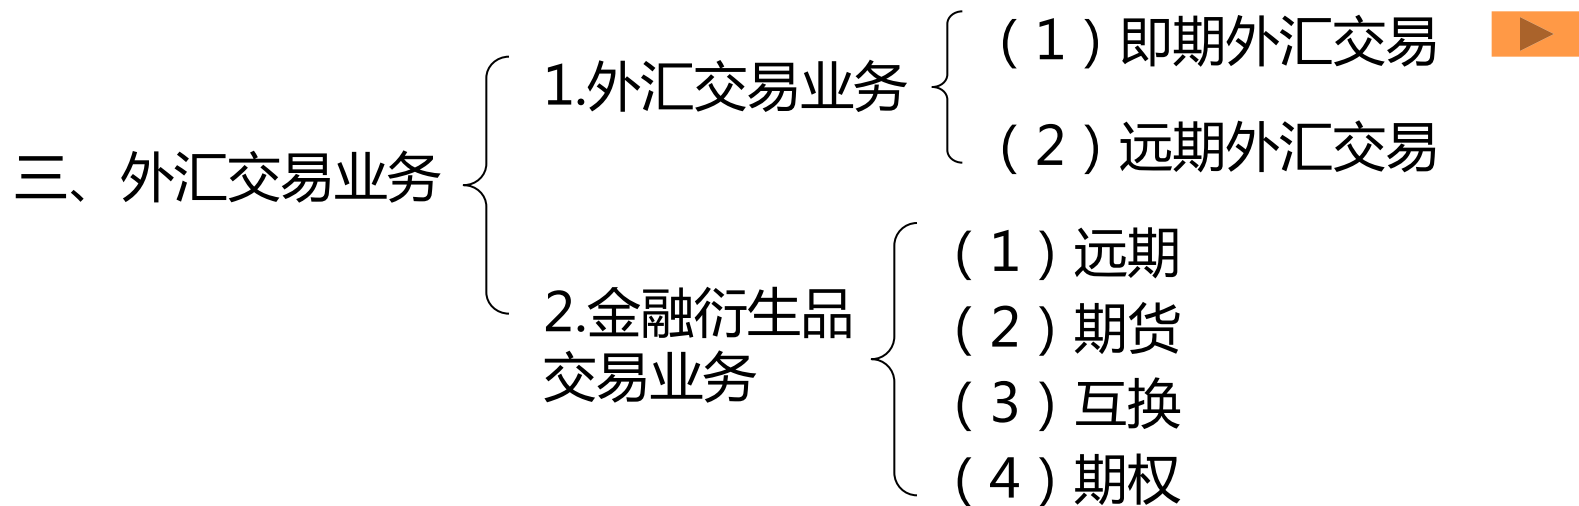 三、外汇交易业务
1.外汇交易业务
（1）即期外汇交易
（2）远期外汇交易
2.金融衍生品
交易业务
（1）远期
（2）期货
（3）互换
（4）期权